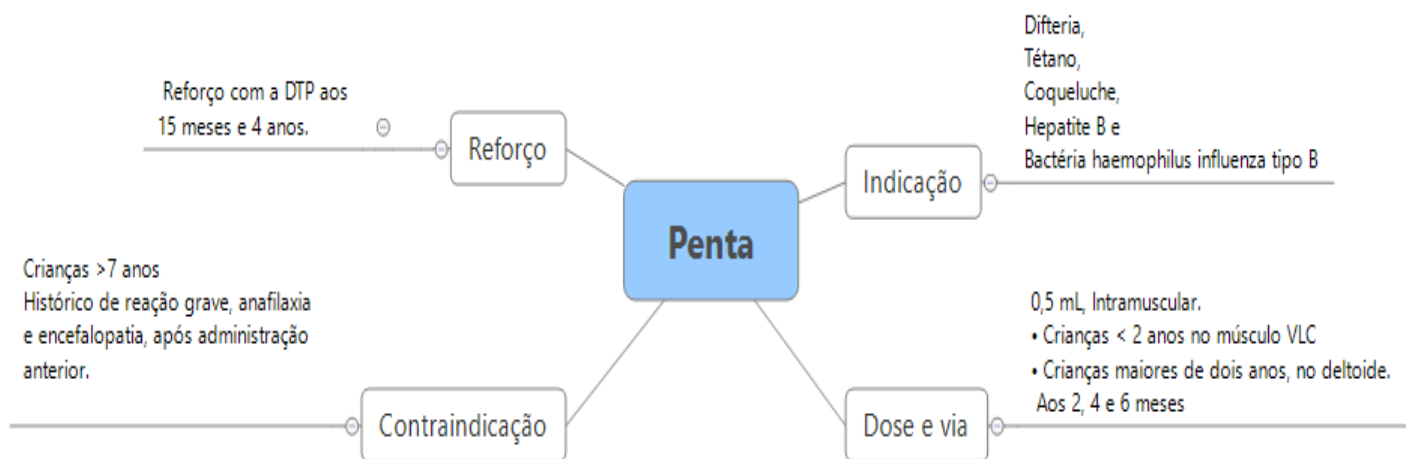 Penta
Reforço
Reforço com a DTP aos
15 meses e 4 anos.
Indicação
Difteria,
Tétano,
Coqueluche,
Hepatite B e
Bactéria haemophilus influenza tipo B
Contraindicação
Crianças >7 anos
Histórico de reação grave, anafilaxia
e encefalopatia, após administração
anterior.
Dose e via
0,5 mL, Intramuscular.
• Crianças < 2 anos no músculo VLC
• Crianças maiores de dois anos, no deltoide.
Aos 2, 4 e 6 meses